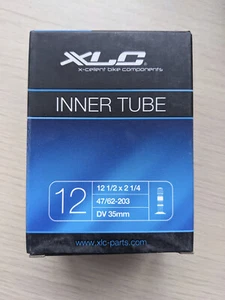 XLC®
x-celent bike components
INNER TUBE
12
12 1/2 x 2 1/4
47/62-203
DV 35mm
www.xlc-parts.com